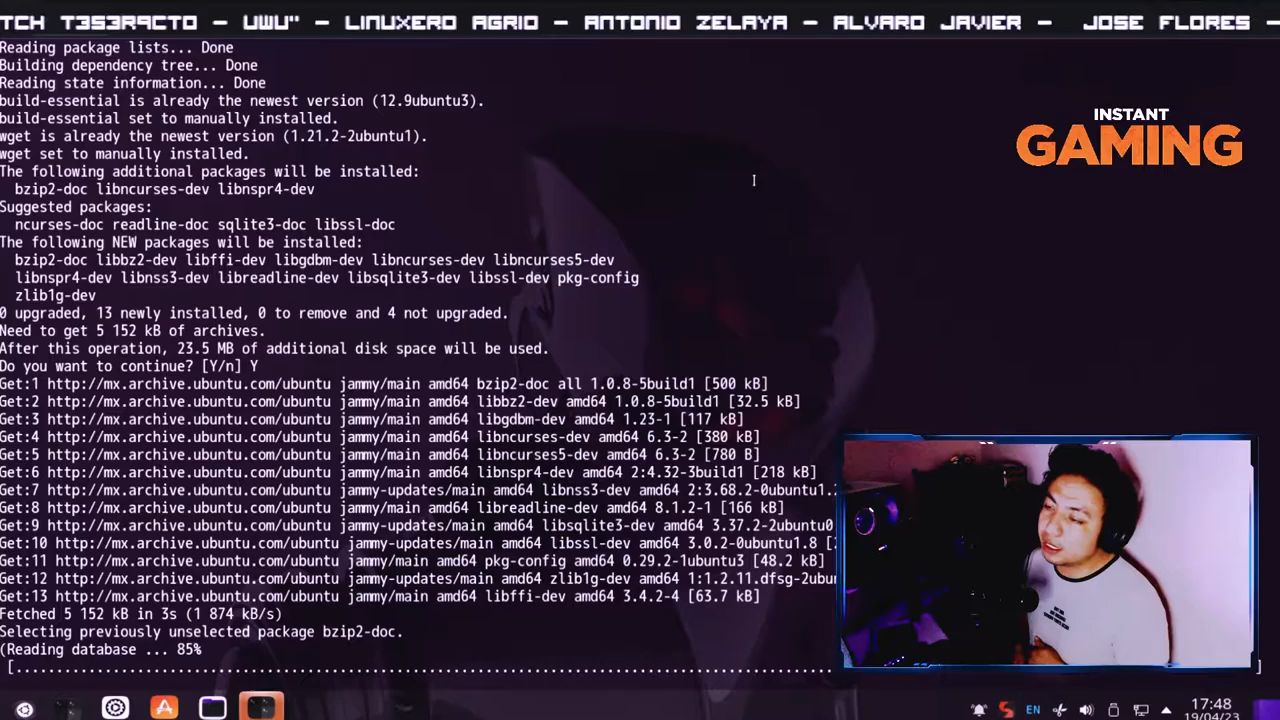 TCH T3S3R4CTO - UWU" - LINUXERO AGRIO - ANTONIO ZELAYA - ALVARO JAVIER - JOSE FLORES -
Reading package lists... Done
Building dependency tree... Done
Reading state information... Done
build-essential is already the newest version (12.9ubuntu3).
build-essential set to manually installed.
wget is already the newest version (1.21.2-2ubuntu1).
wget set to manually installed.
The following additional packages will be installed:
bzip2-doc libncurses-dev libnspr4-dev
Suggested packages:
ncurses-doc readline-doc sqlite3-doc libssl-doc
The following NEW packages will be installed:
bzip2-doc libbz2-dev libffi-dev libgdbm-dev libncurses-dev libncurses5-dev
libnspr4-dev libnss3-dev libreadline-dev libsqlite3-dev libssl-dev pkg-config
zlib1g-dev
0 upgraded, 13 newly installed, 0 to remove and 4 not upgraded.
Need to get 5 152 kB of archives.
After this operation, 23.5 MB of additional disk space will be used.
Do you want to continue? [Y/n] Y
Get:1 http://mx.archive.ubuntu.com/ubuntu jammy/main amd64 bzip2-doc all 1.0.8-5build1 [500 kB]
Get:2 http://mx.archive.ubuntu.com/ubuntu jammy/main amd64 libbz2-dev amd64 1.0.8-5build1 [32.5 kB]
Get:3 http://mx.archive.ubuntu.com/ubuntu jammy/main amd64 libgdbm-dev amd64 1.23-1 [117 kB]
Get:4 http://mx.archive.ubuntu.com/ubuntu jammy/main amd64 libncurses-dev amd64 6.3-2 [380 kB]
Get:5 http://mx.archive.ubuntu.com/ubuntu jammy/main amd64 libncurses5-dev amd64 6.3-2 [780 B]
Get:6 http://mx.archive.ubuntu.com/ubuntu jammy/main amd64 libnspr4-dev amd64 2:4.32-3build1 [218 kB]
Get:7 http://mx.archive.ubuntu.com/ubuntu jammy-updates/main amd64 libnss3-dev amd64 2:3.68.2-0ubuntu1.2
Get:8 http://mx.archive.ubuntu.com/ubuntu jammy/main amd64 libreadline-dev amd64 8.1.2-1 [166 kB]
Get:9 http://mx.archive.ubuntu.com/ubuntu jammy-updates/main amd64 libsqlite3-dev amd64 3.37.2-2ubuntu0
Get:10 http://mx.archive.ubuntu.com/ubuntu jammy-updates/main amd64 libssl-dev amd64 3.0.2-0ubuntu1.8 [2
Get:11 http://mx.archive.ubuntu.com/ubuntu jammy/main amd64 pkg-config amd64 0.29.2-1ubuntu3 [48.2 kB]
Get:12 http://mx.archive.ubuntu.com/ubuntu jammy-updates/main amd64 zlib1g-dev amd64 1:1.2.11.dfsg-2ubun
Get:13 http://mx.archive.ubuntu.com/ubuntu jammy/main amd64 libffi-dev amd64 3.4.2-4 [63.7 kB]
Fetched 5 152 kB in 3s (1 874 kB/s)
Selecting previously unselected package bzip2-doc.
(Reading database ... 85%
INSTANT
GAMING
EN
17:48
19/04/23